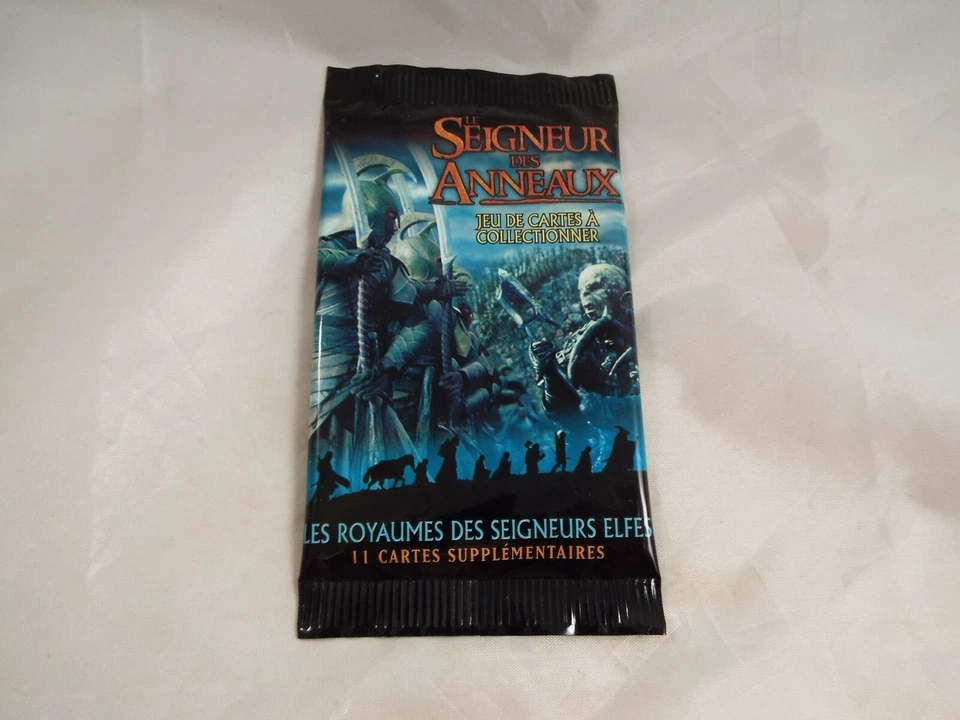 LE
SEIGNEUR
DES
ANNEAUX
JEU DE CARTES À
COLLECTIONNER
LES ROYAUMES DES SEIGNEURS ELFES
11 CARTES SUPPLÉMENTAIRES